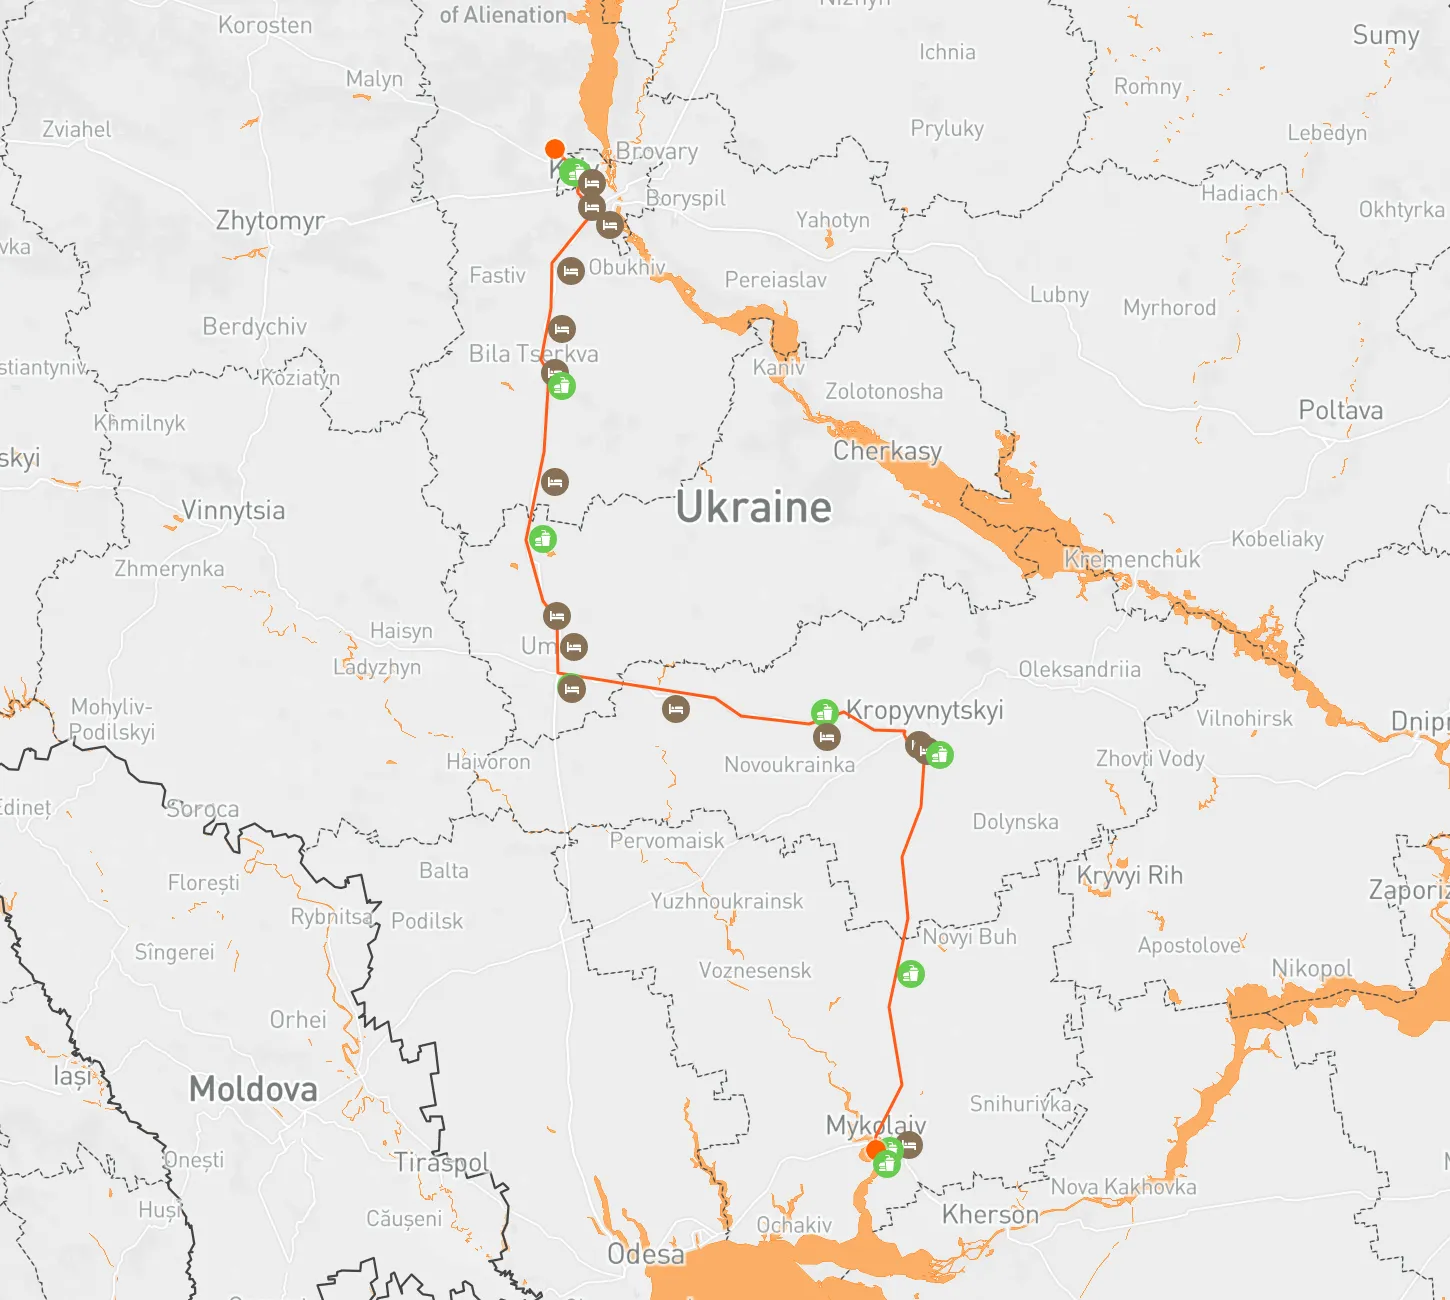 of Alienation
Nizhyn
Korosten
Sumy
Ichnia
Malyn
Romny
Zviahel
Pryluky
Lebedyn
Brovary
Hadiach
Boryspil
Okhtyrka
Zhytomyr
Yahotyn
vka
Fastiv
Obukhiv
Pereiaslav
Lubny
Myrhorod
Berdychiv
Bila Tserkva
stiantyniv
Koziatyn
Kaniv
Zolotonosha
Poltava
Khmilnyk
Cherkasy
skyi
Ukraine
Vinnytsia
Kobeliaky
Kremenchuk
Zhmerynka
Haisyn
Um
Ladyzhyn
Oleksandriia
Mohyliv-
Podilskyi
Kropyvnytskyi
Vilnohirsk
Dnipr
Haivoron
Novoukrainka
Zhovti Vody
Edineț
Soroca
Dolynska
Pervomaisk
Balta
Florești
Kryvyi Rih
Zaporiz
Yuzhnoukrainsk
Rybnitsa
Podilsk
Novyi Buh
Sîngerei
Apostolove
Voznesensk
Nikopol
Orhei
Iași
Moldova
Snihurivka
Mykolaiv
Onești
Tiraspol
Nova Kakhovka
Huși
Căușeni
Ochakiv
Kherson
Odesa